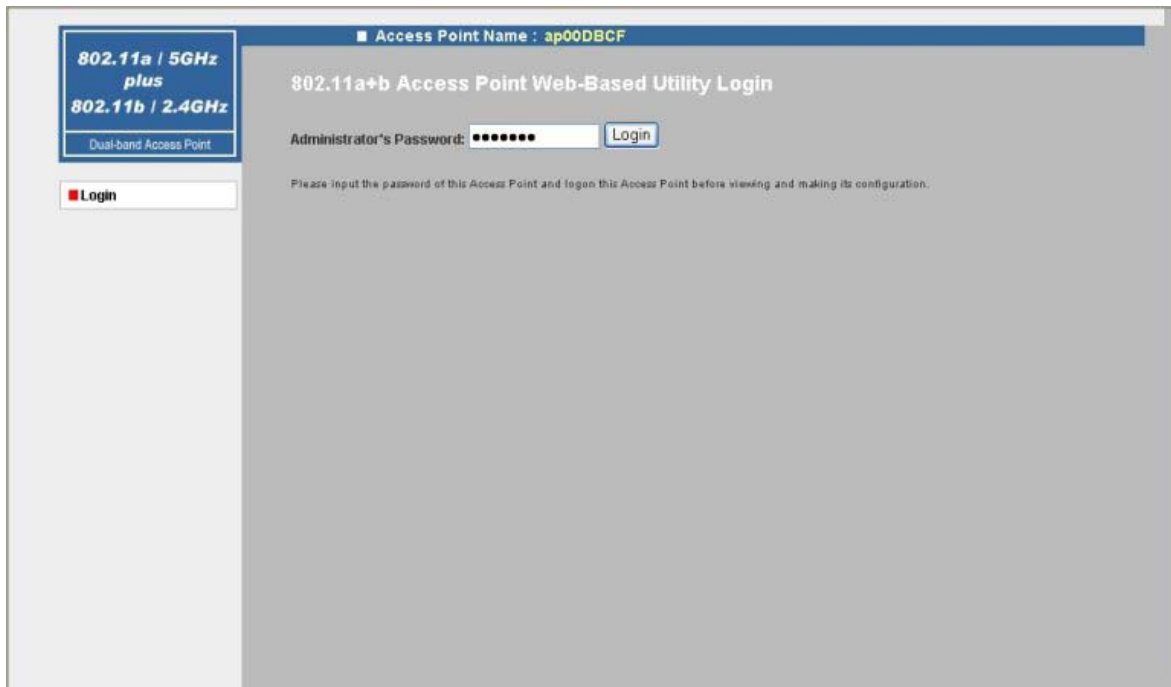 802.11a / 5GHz
plus
802.11b / 2.4GHz
Dual-band Access Point
Login
Access Point Name : ap00DBCF
802.11a+b Access Point Web-Based Utility Login
Administrator's Password: ●●●●●●● Login
Please input the password of this Access Point and logon this Access Point before viewing and making its configuration.